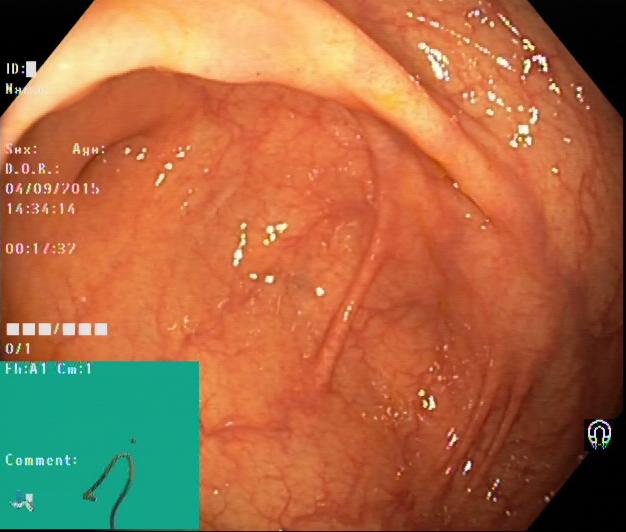 ID:
Name:
Sex: Age:
D.O.B.:
04/09/2015
14:34:14
00:17:32
/
0/1
Eh:A1 Cm:1
Comment: